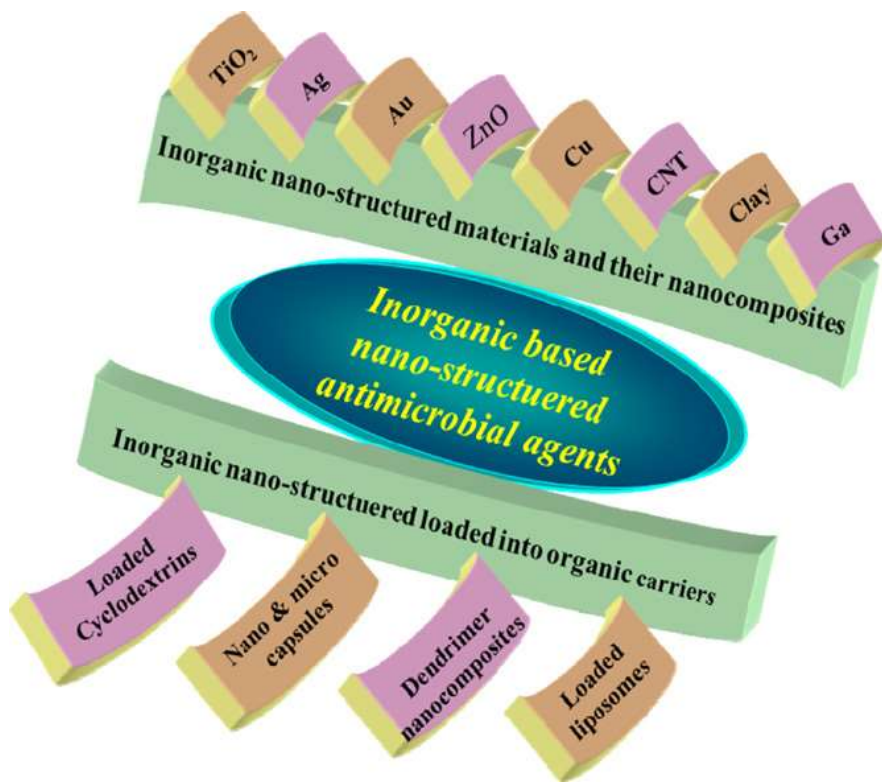 TiO₂
Ag
Au
ZnO
Cu
CNT
Clay
Ga
Inorganic nano-structured materials and their nanocomposites
Inorganic based
nano-structuered
antimicrobial agents
Inorganic nano-structuered loaded into organic carriers
Loaded
Cyclodextrins
Nano & micro
capsules
Dendrimer
nanocomposites
Loaded
liposomes